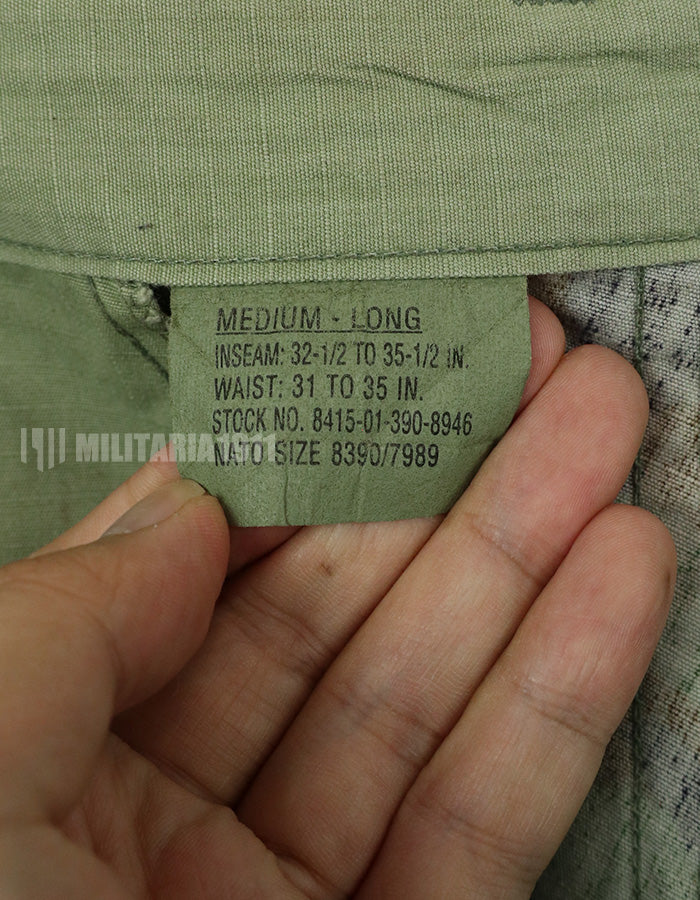 MEDIUM - LONG
INSEAM: 32-1/2 TO 35-1/2 IN.
WAIST: 31 TO 35 IN.
STOCK NO. 8415-01-390-8946
MILITARIA
NATO SIZE 8390/7989